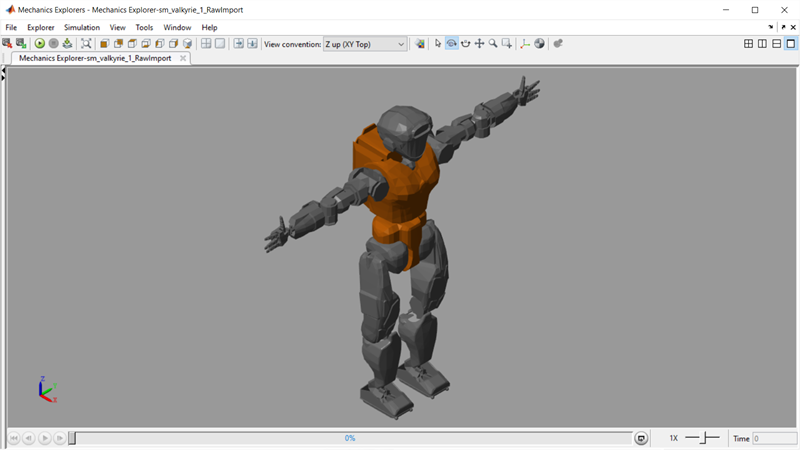 Mechanics Explorers - Mechanics Explorer-sm_valkyrie_1_RawImport
File Explorer Simulation View Tools Window Help
View convention: Z up (XY Top)
Mechanics Explorer-sm_valkyrie_1_RawImport
Z
Y
X
0%
1X
Time 0